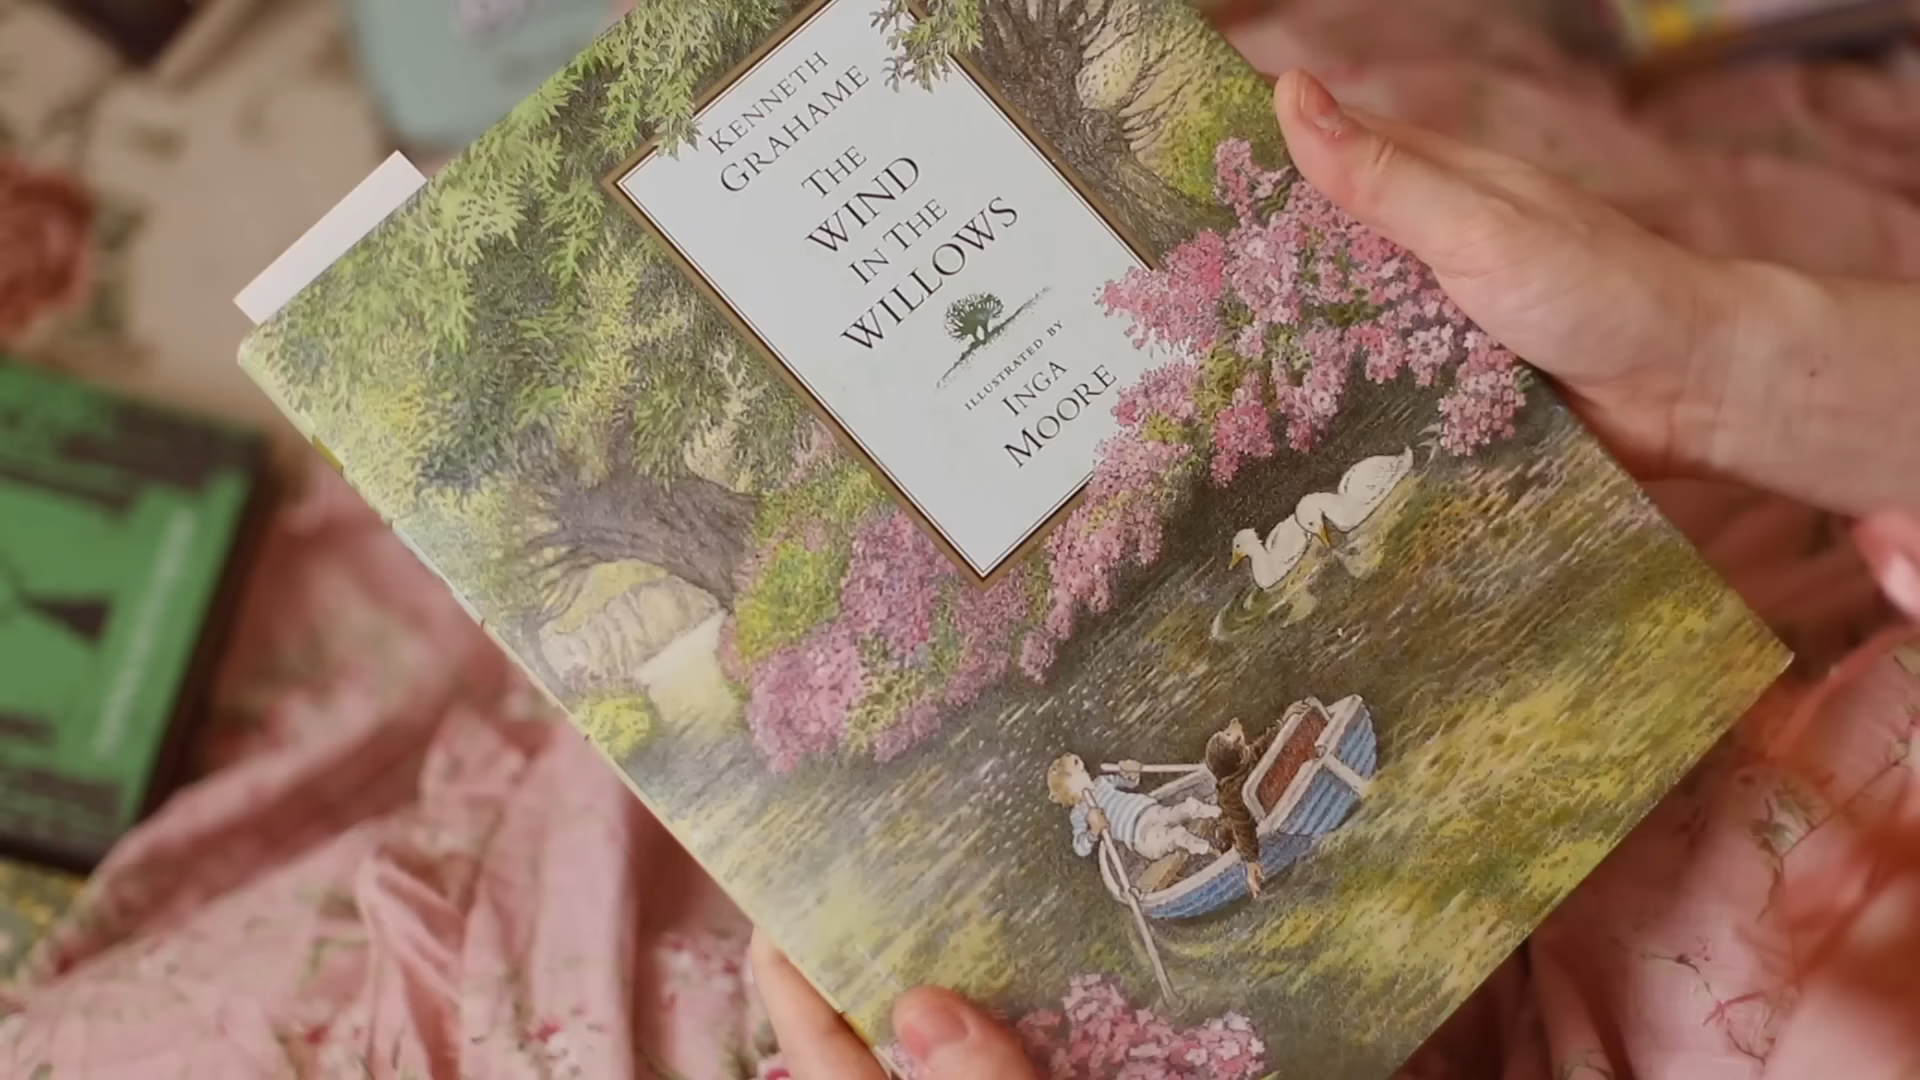 KENNETH
GRAHAME
THE
WIND
IN THE
WILLOWS
ILLUSTRATED BY
INGA
MOORE